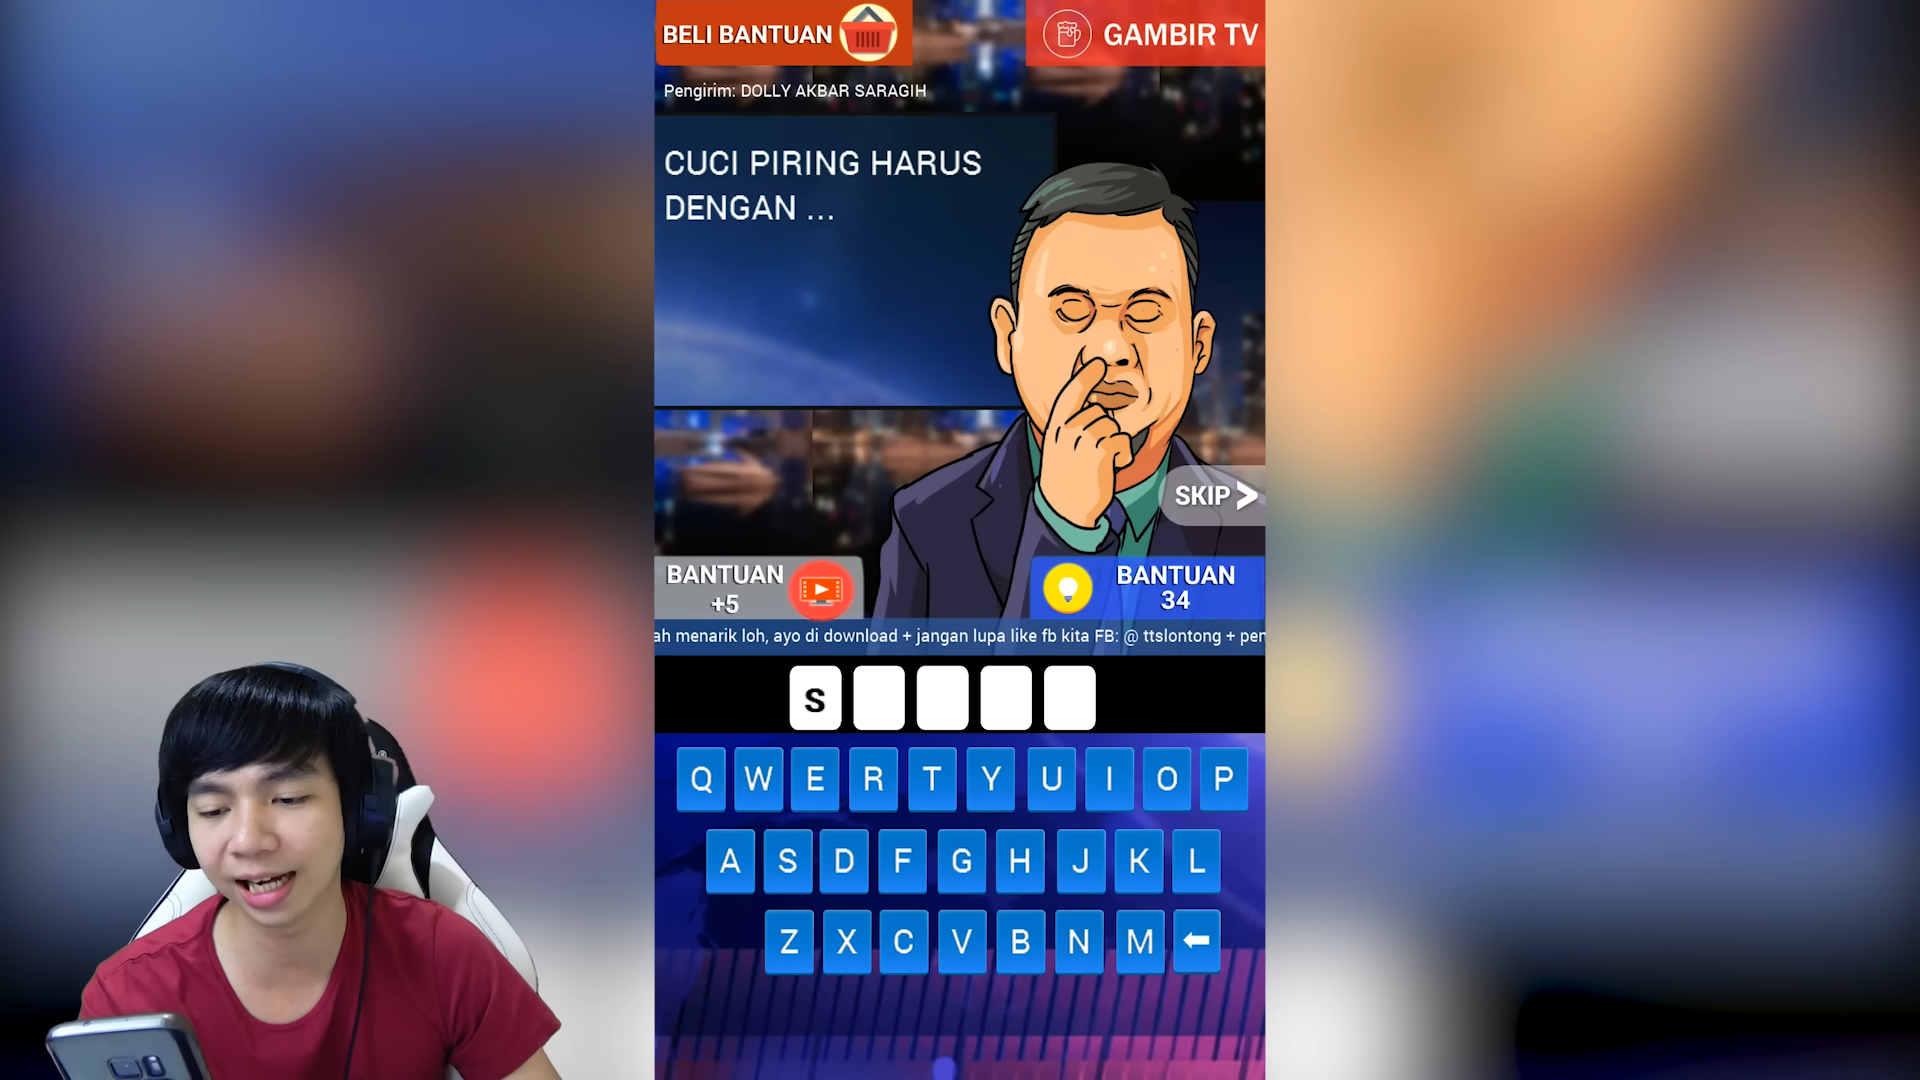 BELI BANTUAN
GAMBIR TV
Pengirim: DOLLY AKBAR SARAGIH
CUCI PIRING HARUS
DENGAN ...
SKIP >
BANTUAN
+5
BANTUAN
34
ah menarik loh, ayo di download + jangan lupa like fb kita FB: @ ttslontong + per
S
Q W E R T Y U I O P
A S D F G H J K L
Z X C V B N M